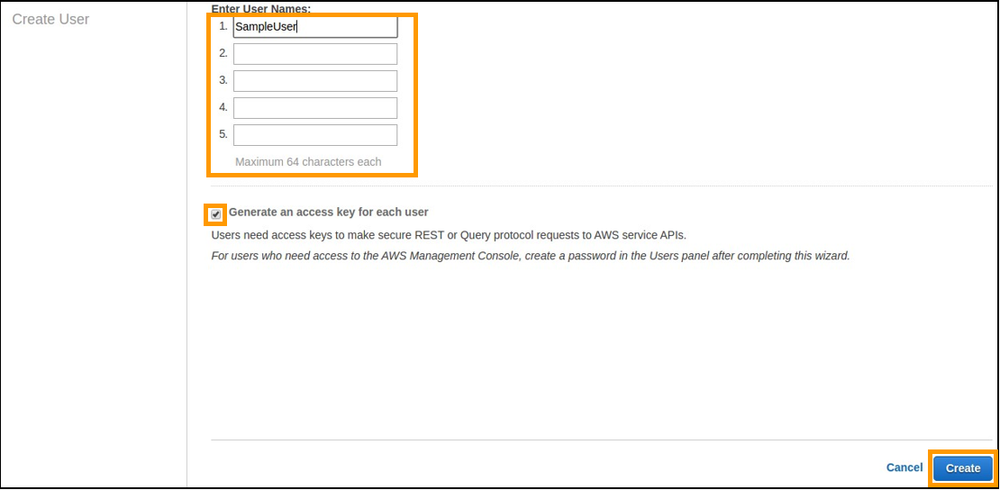 Create User
Enter User Names:
1. SampleUser
2.
3.
4.
5.
Maximum 64 characters each
Generate an access key for each user
Users need access keys to make secure REST or Query protocol requests to AWS service APIs.
For users who need access to the AWS Management Console, create a password in the Users panel after completing this wizard.
Cancel Create